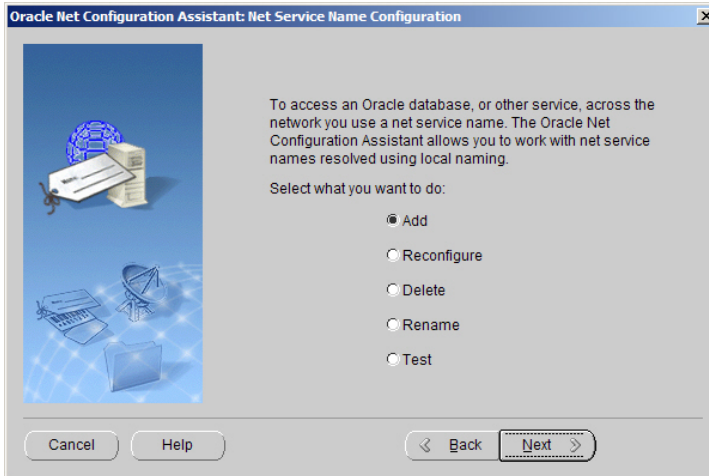 Oracle Net Configuration Assistant: Net Service Name Configuration
To access an Oracle database, or other service, across the
network you use a net service name. The Oracle Net
Configuration Assistant allows you to work with net service
names resolved using local naming.
Select what you want to do:
Add
Reconfigure
Delete
Rename
Test
Cancel
Help
Back
Next